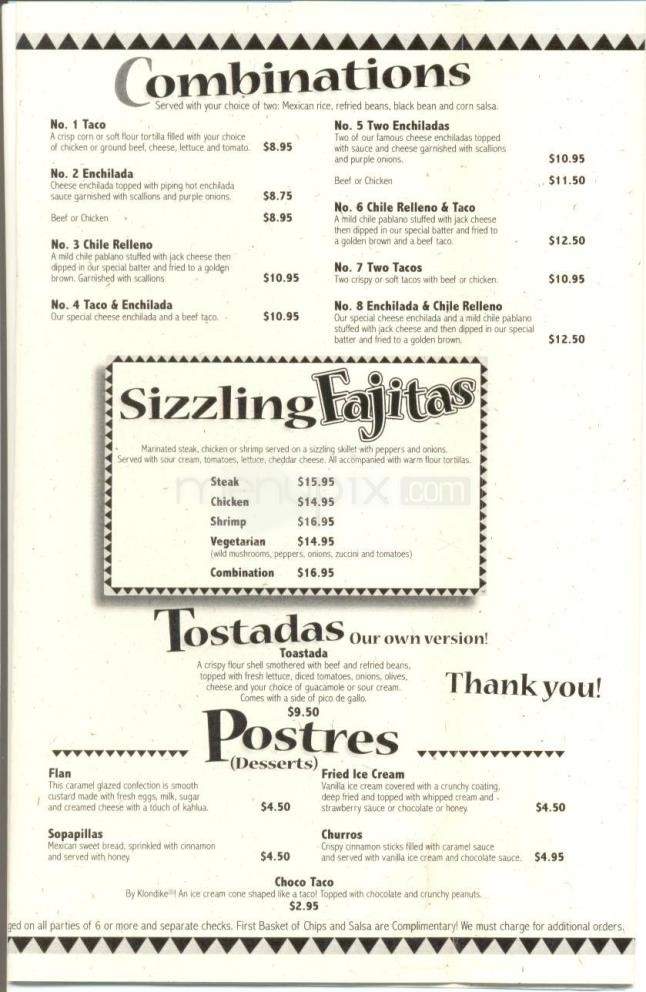 Combinations
Served with your choice of two: Mexican rice, refried beans, black bean and corn salsa.
No. 1 Taco
A crisp corn or soft flour tortilla filled with your choice
of chicken or ground beef, cheese, lettuce and tomato. $8.95
No. 2 Enchilada
Cheese enchilada topped with piping hot enchilada
sauce garnished with scallions and purple onions. $8.75
Beef or Chicken $8.95
No. 3 Chile Relleno
A mild chile pablano stuffed with jack cheese then
dipped in our special batter and fried to a golden
brown. Garnished with scallions $10.95
No. 4 Taco & Enchilada
Our special cheese enchilada and a beef taco. $10.95
No. 5 Two Enchiladas
Two of our famous cheese enchiladas topped
with sauce and cheese garnished with scallions
and purple onions. $10.95
Beef or Chicken $11.50
No. 6 Chile Relleno & Taco
A mild chile pablano stuffed with jack cheese
then dipped in our special batter and fried to
a golden brown and a beef taco. $12.50
No. 7 Two Tacos
Two crispy or soft tacos with beef or chicken. $10.95
No. 8 Enchilada & Chile Relleno
Our special cheese enchilada and a mild chile pablano
stuffed with jack cheese and then dipped in our special
batter and fried to a golden brown. $12.50
Sizzling Fajitas
Marinated steak, chicken or shrimp served on a sizzling skillet with peppers and onions.
Served with sour cream, tomatoes, lettuce, cheddar cheese. All accompanied with warm flour tortillas.
Steak $15.95
Chicken $14.95
Shrimp $16.95
Vegetarian $14.95
(wild mushrooms, peppers, onions, zuccini and tomatoes)
Combination $16.95
menupix.com
Tostadas Our own version!
Toastada
A crispy flour shell smothered with beef and refried beans,
topped with fresh lettuce, diced tomatoes, onions, olives,
cheese and your choice of guacamole or sour cream.
Comes with a side of pico de gallo.
$9.50
Thank you!
Postres
(Desserts)
Flan
This caramel glazed confection is smooth
custard made with fresh eggs, milk, sugar
and creamed cheese with a touch of kahlua. $4.50
Sopapillas
Mexican sweet bread, sprinkled with cinnamon
and served with honey $4.50
Fried Ice Cream
Vanilla ice cream covered with a crunchy coating,
deep fried and topped with whipped cream and
strawberry sauce or chocolate or honey. $4.50
Churros
Crispy cinnamon sticks filled with caramel sauce
and served with vanilla ice cream and chocolate sauce. $4.95
Choco Taco
By Klondike®! An ice cream cone shaped like a taco! Topped with chocolate and crunchy peanuts.
$2.95
ged on all parties of 6 or more and separate checks. First Basket of Chips and Salsa are Complimentary! We must charge for additional orders.